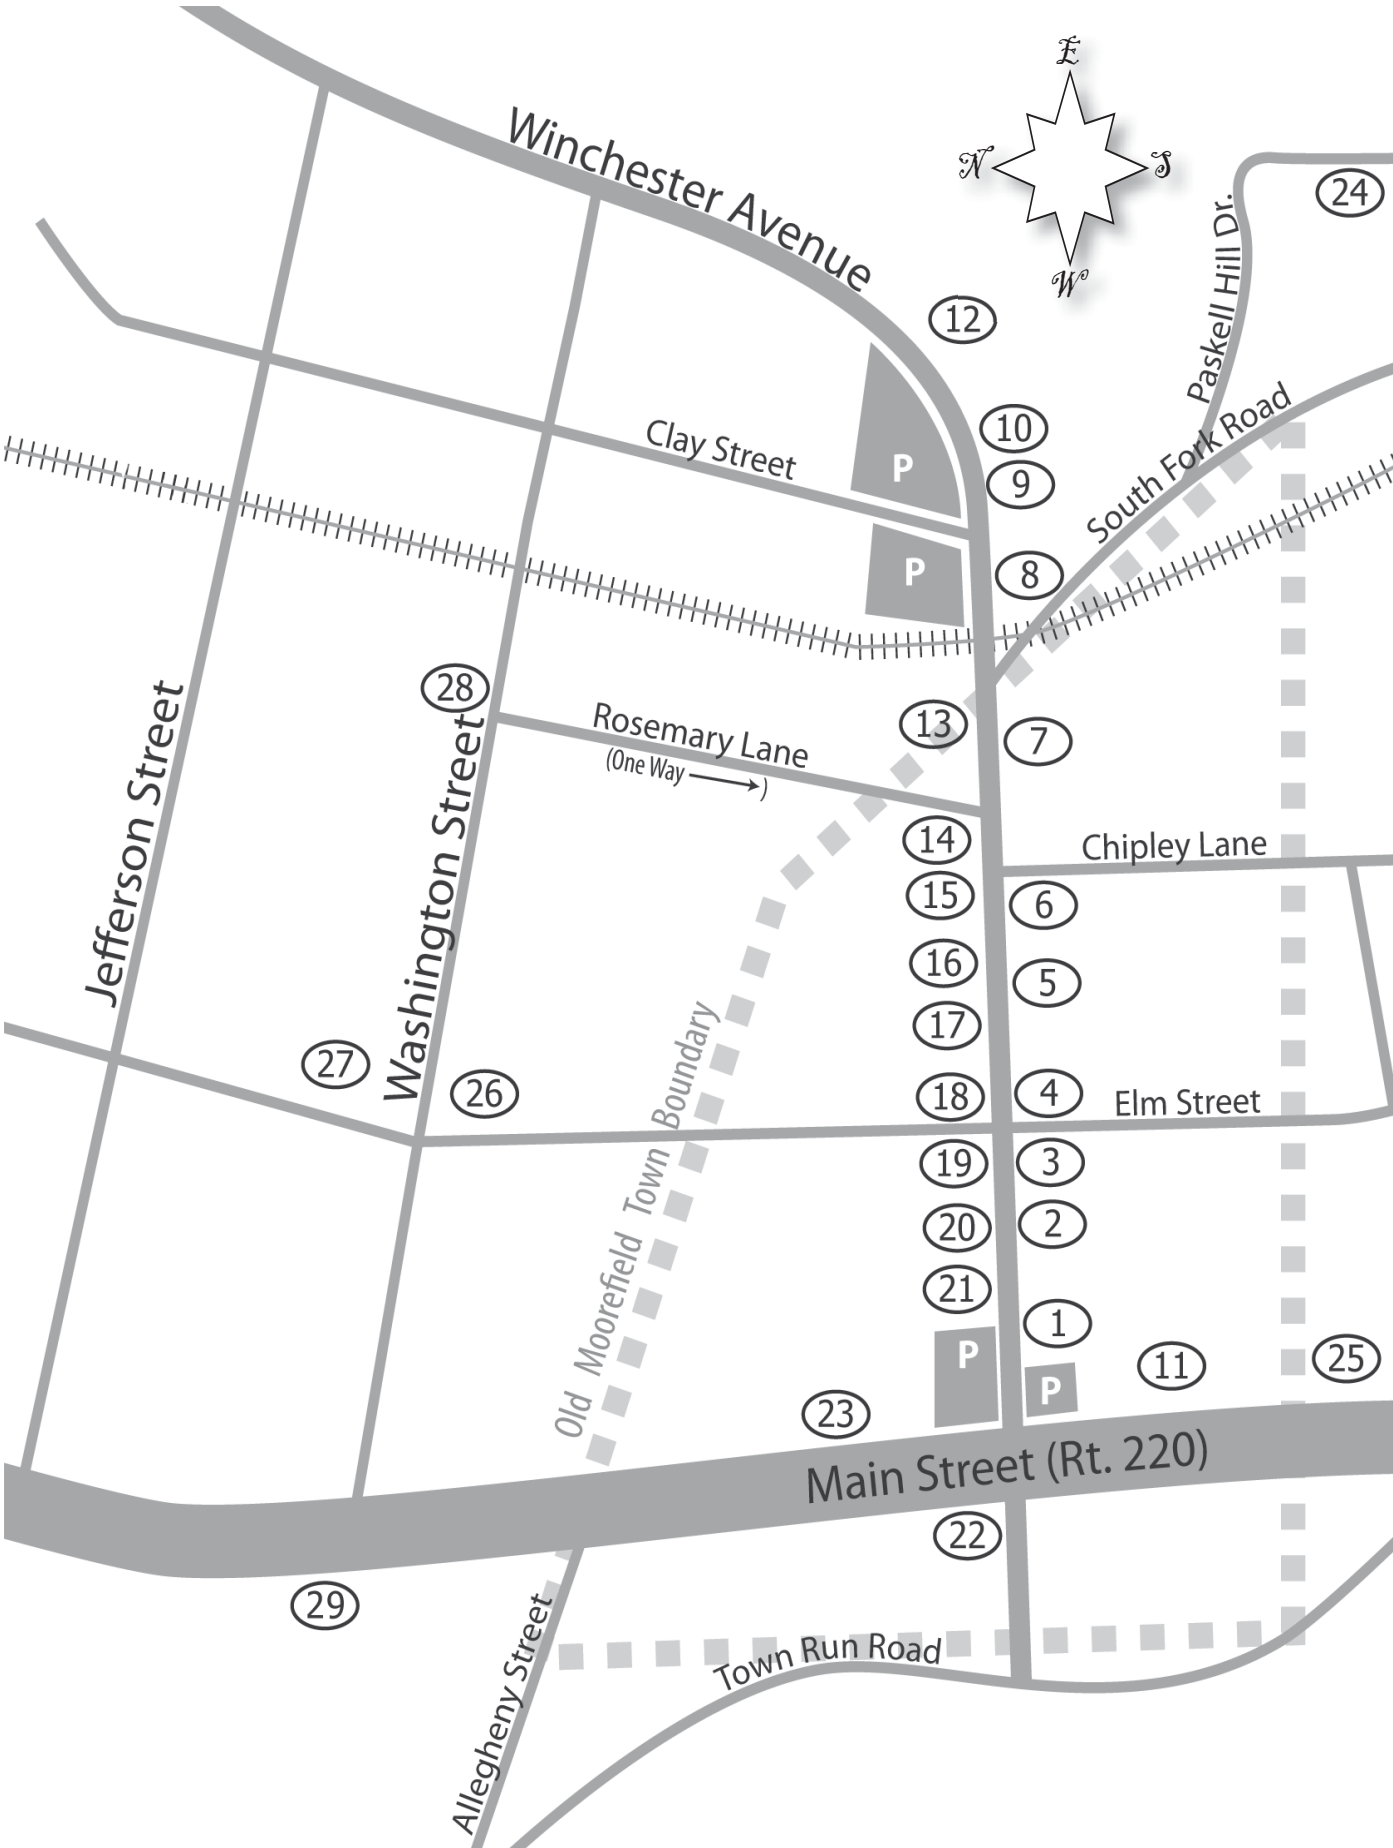 E
N
S
W
Winchester Avenue
24
Paskell Hill Dr.
12
South Fork Road
10
Clay Street
P
9
P
8
28
Rosemary Lane
(One Way
)
13
7
Jefferson Street
Washington Street
14
Chipley Lane
15
6
16
5
17
27
26
18
4
Elm Street
Old Moorefield Town Boundary
19
3
20
2
21
1
P
P
11
25
23
Main Street (Rt. 220)
22
29
Allegheny Street
Town Run Road